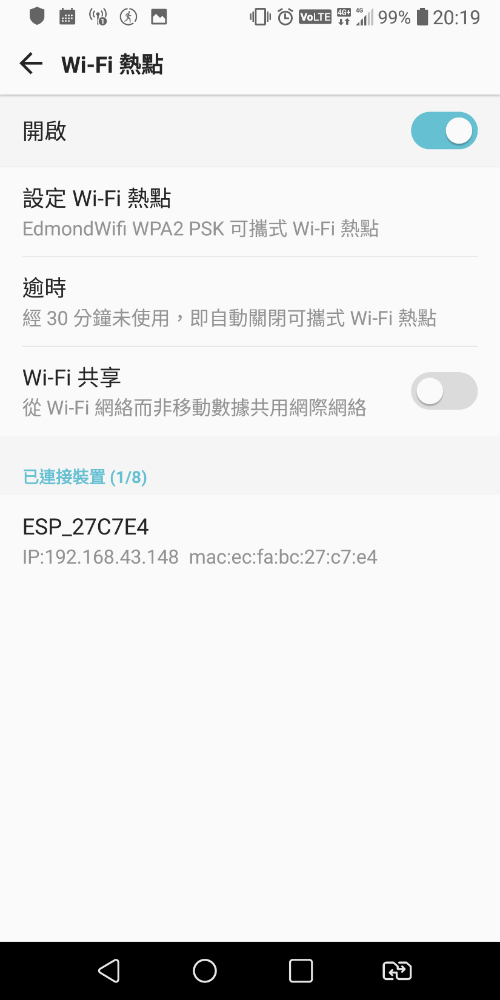 VoLTE 4G+ 4G 99% 20:19
1
Wi-Fi 熱點
開啟
設定 Wi-Fi 熱點
EdmondWifi WPA2 PSK 可攜式 Wi-Fi 熱點
逾時
經 30 分鐘未使用，即自動關閉可攜式 Wi-Fi 熱點
Wi-Fi 共享
從 Wi-Fi 網絡而非移動數據共用網際網絡
已連接裝置 (1/8)
ESP_27C7E4
IP:192.168.43.148 mac:ec:fa:bc:27:c7:e4